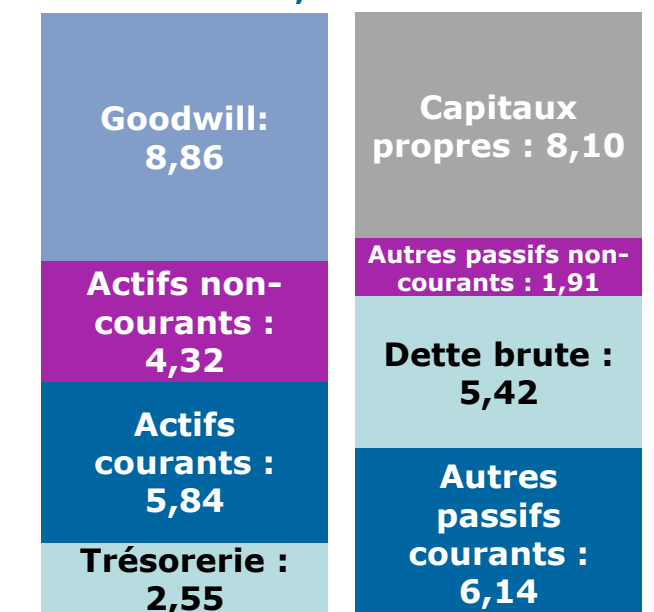 Goodwill:
8,86
Actifs non-
courants :
4,32
Actifs
courants :
5,84
Trésorerie :
2,55
Capitaux
propres : 8,10
Autres passifs non-
courants : 1,91
Dette brute :
5,42
Autres
passifs
courants :
6,14